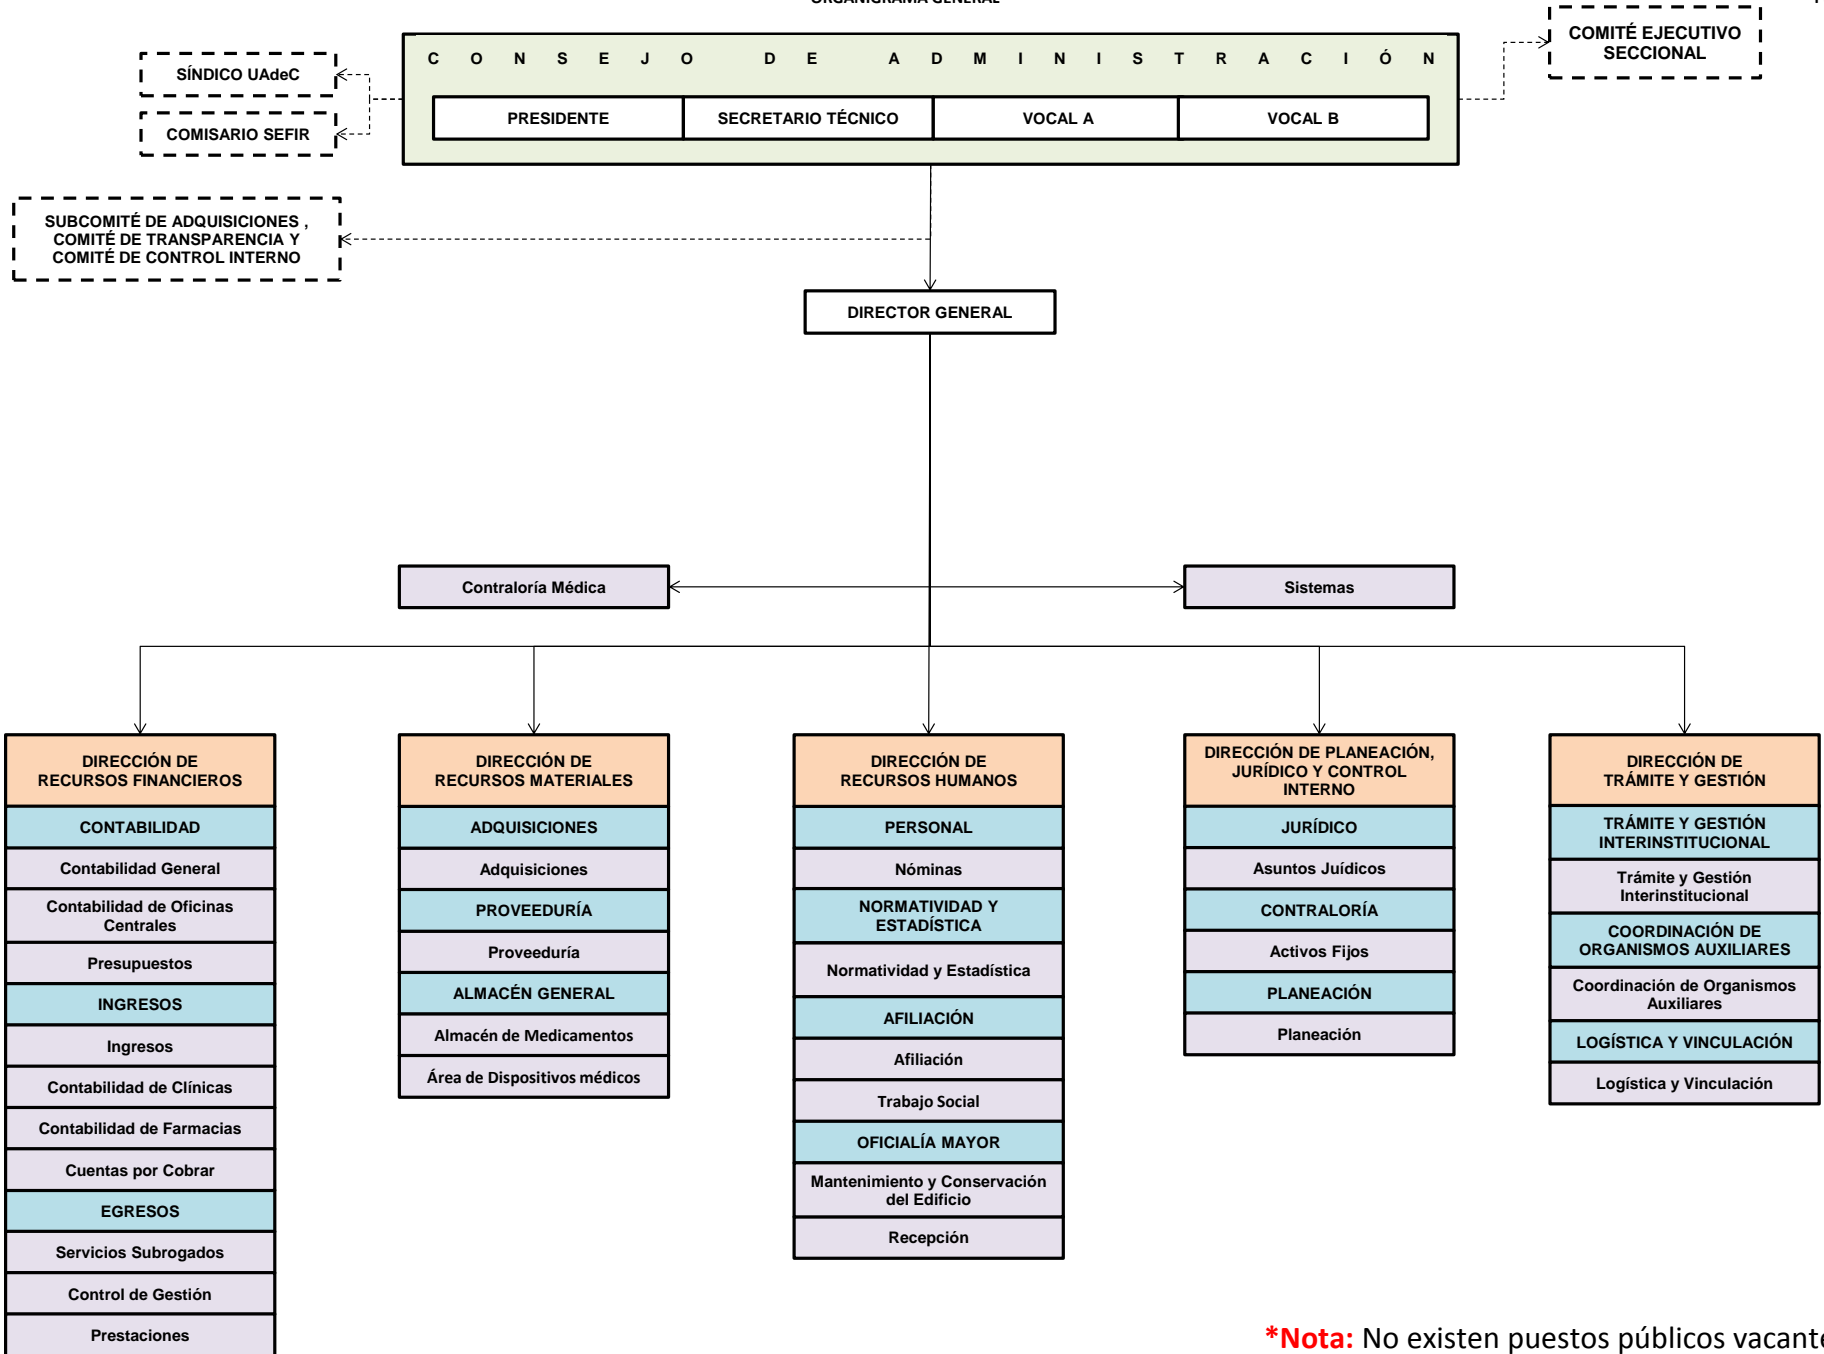 ORGANIGRAMA GENERAL
COMITÉ EJECUTIVO
SECCIONAL
CONSEJO DE ADMINISTRACIÓN
SÍNDICO UAdeC
COMISARIO SEFIR
PRESIDENTE
SECRETARIO TÉCNICO
VOCAL A
VOCAL B
SUBCOMITÉ DE ADQUISICIONES ,
COMITÉ DE TRANSPARENCIA Y
COMITÉ DE CONTROL INTERNO
DIRECTOR GENERAL
Contraloría Médica
Sistemas
DIRECCIÓN DE
RECURSOS FINANCIEROS
CONTABILIDAD
Contabilidad General
Contabilidad de Oficinas
Centrales
Presupuestos
INGRESOS
Ingresos
Contabilidad de Clínicas
Contabilidad de Farmacias
Cuentas por Cobrar
EGRESOS
Servicios Subrogados
Control de Gestión
Prestaciones
DIRECCIÓN DE
RECURSOS MATERIALES
ADQUISICIONES
Adquisiciones
PROVEEDURÍA
Proveeduría
ALMACÉN GENERAL
Almacén de Medicamentos
Área de Dispositivos médicos
DIRECCIÓN DE
RECURSOS HUMANOS
PERSONAL
Nóminas
NORMATIVIDAD Y
ESTADÍSTICA
Normatividad y Estadística
AFILIACIÓN
Afiliación
Trabajo Social
OFICIALÍA MAYOR
Mantenimiento y Conservación
del Edificio
Recepción
DIRECCIÓN DE PLANEACIÓN,
JURÍDICO Y CONTROL
INTERNO
JURÍDICO
Asuntos Juídicos
CONTRALORÍA
Activos Fijos
PLANEACIÓN
Planeación
DIRECCIÓN DE
TRÁMITE Y GESTIÓN
TRÁMITE Y GESTIÓN
INTERINSTITUCIONAL
Trámite y Gestión
Interinstitucional
COORDINACIÓN DE
ORGANISMOS AUXILIARES
Coordinación de Organismos
Auxiliares
LOGÍSTICA Y VINCULACIÓN
Logística y Vinculación
*Nota: No existen puestos públicos vacante